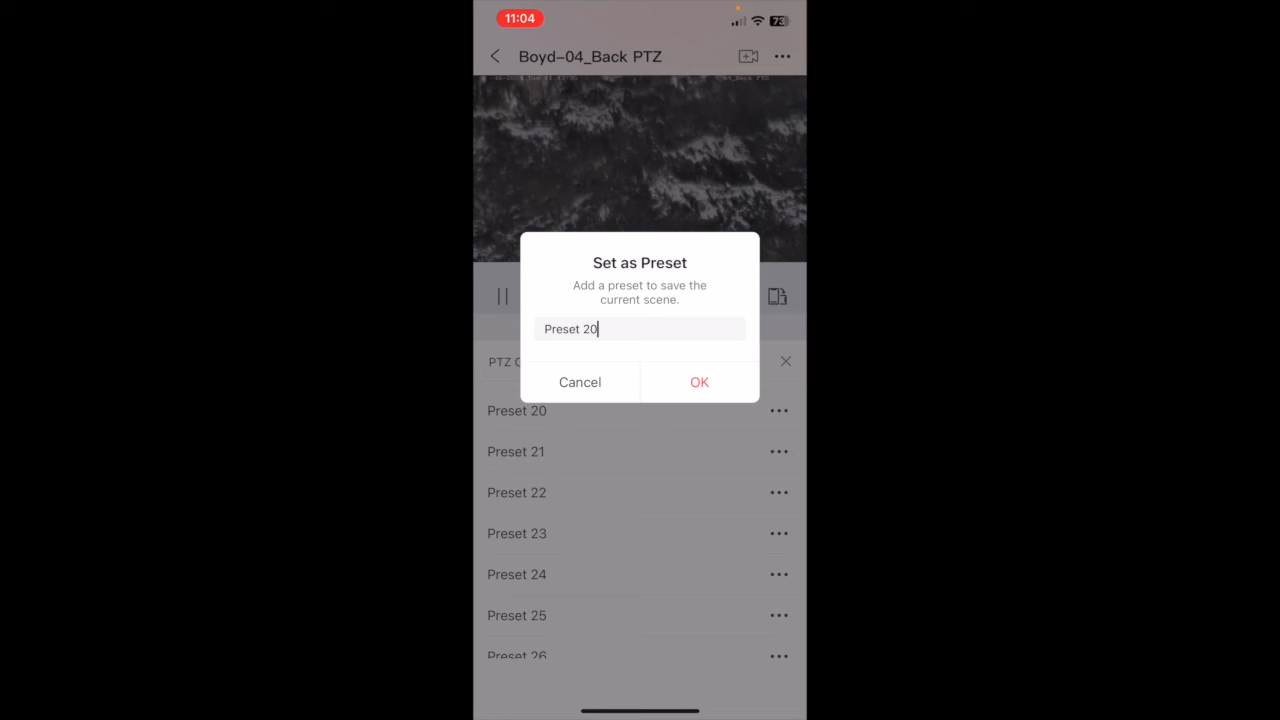 11:04
73
Boyd-04_Back PTZ
Set as Preset
Add a preset to save the
current scene.
Preset 20
PTZ
Cancel
OK
Preset 20
Preset 21
Preset 22
Preset 23
Preset 24
Preset 25
Preset 26